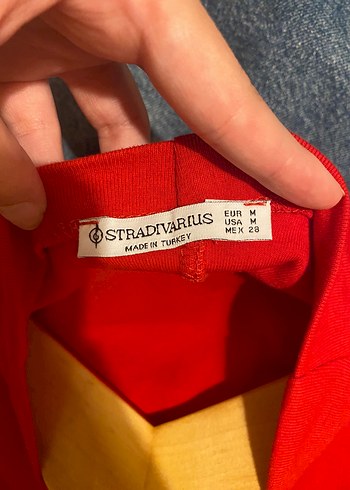 STRADIVARIUS
MADE IN TURKEY
EUR M
USA M
MEX 28